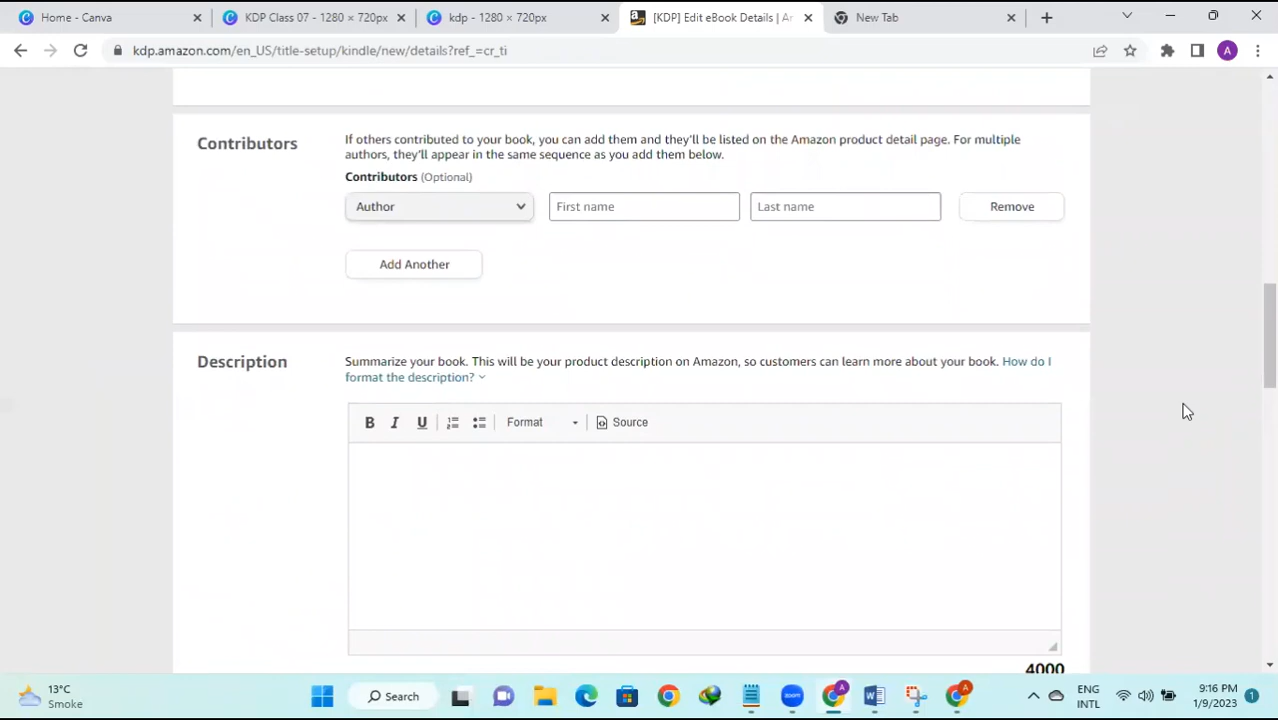 Home - Canva
KDP Class 07 - 1280 × 720px
kdp - 1280 × 720px
[KDP] Edit eBook Details | Am
New Tab
kdp.amazon.com/en_US/title-setup/kindle/new/details?ref_=cr_ti
A
Contributors
If others contributed to your book, you can add them and they'll be listed on the Amazon product detail page. For multiple
authors, they'll appear in the same sequence as you add them below.
Contributors (Optional)
Author
First name
Last name
Remove
Add Another
Description
Summarize your book. This will be your product description on Amazon, so customers can learn more about your book. How do I
format the description?
B I U Format Source
4000
13°C
Smoke
Search
zoom
ENG
INTL
9:16 PM
1/9/2023